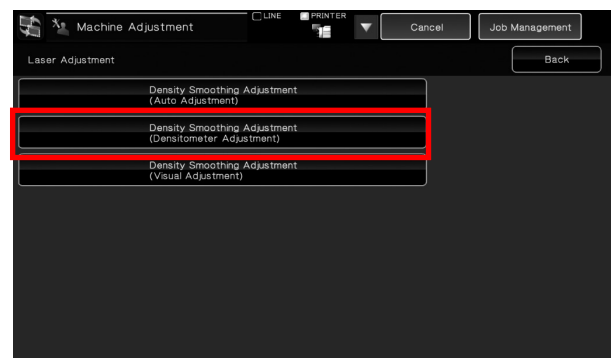 Machine Adjustment
LINE
PRINTER
Cancel
Job Management
Laser Adjustment
Back
Density Smoothing Adjustment
(Auto Adjustment)
Density Smoothing Adjustment
(Densitometer Adjustment)
Density Smoothing Adjustment
(Visual Adjustment)